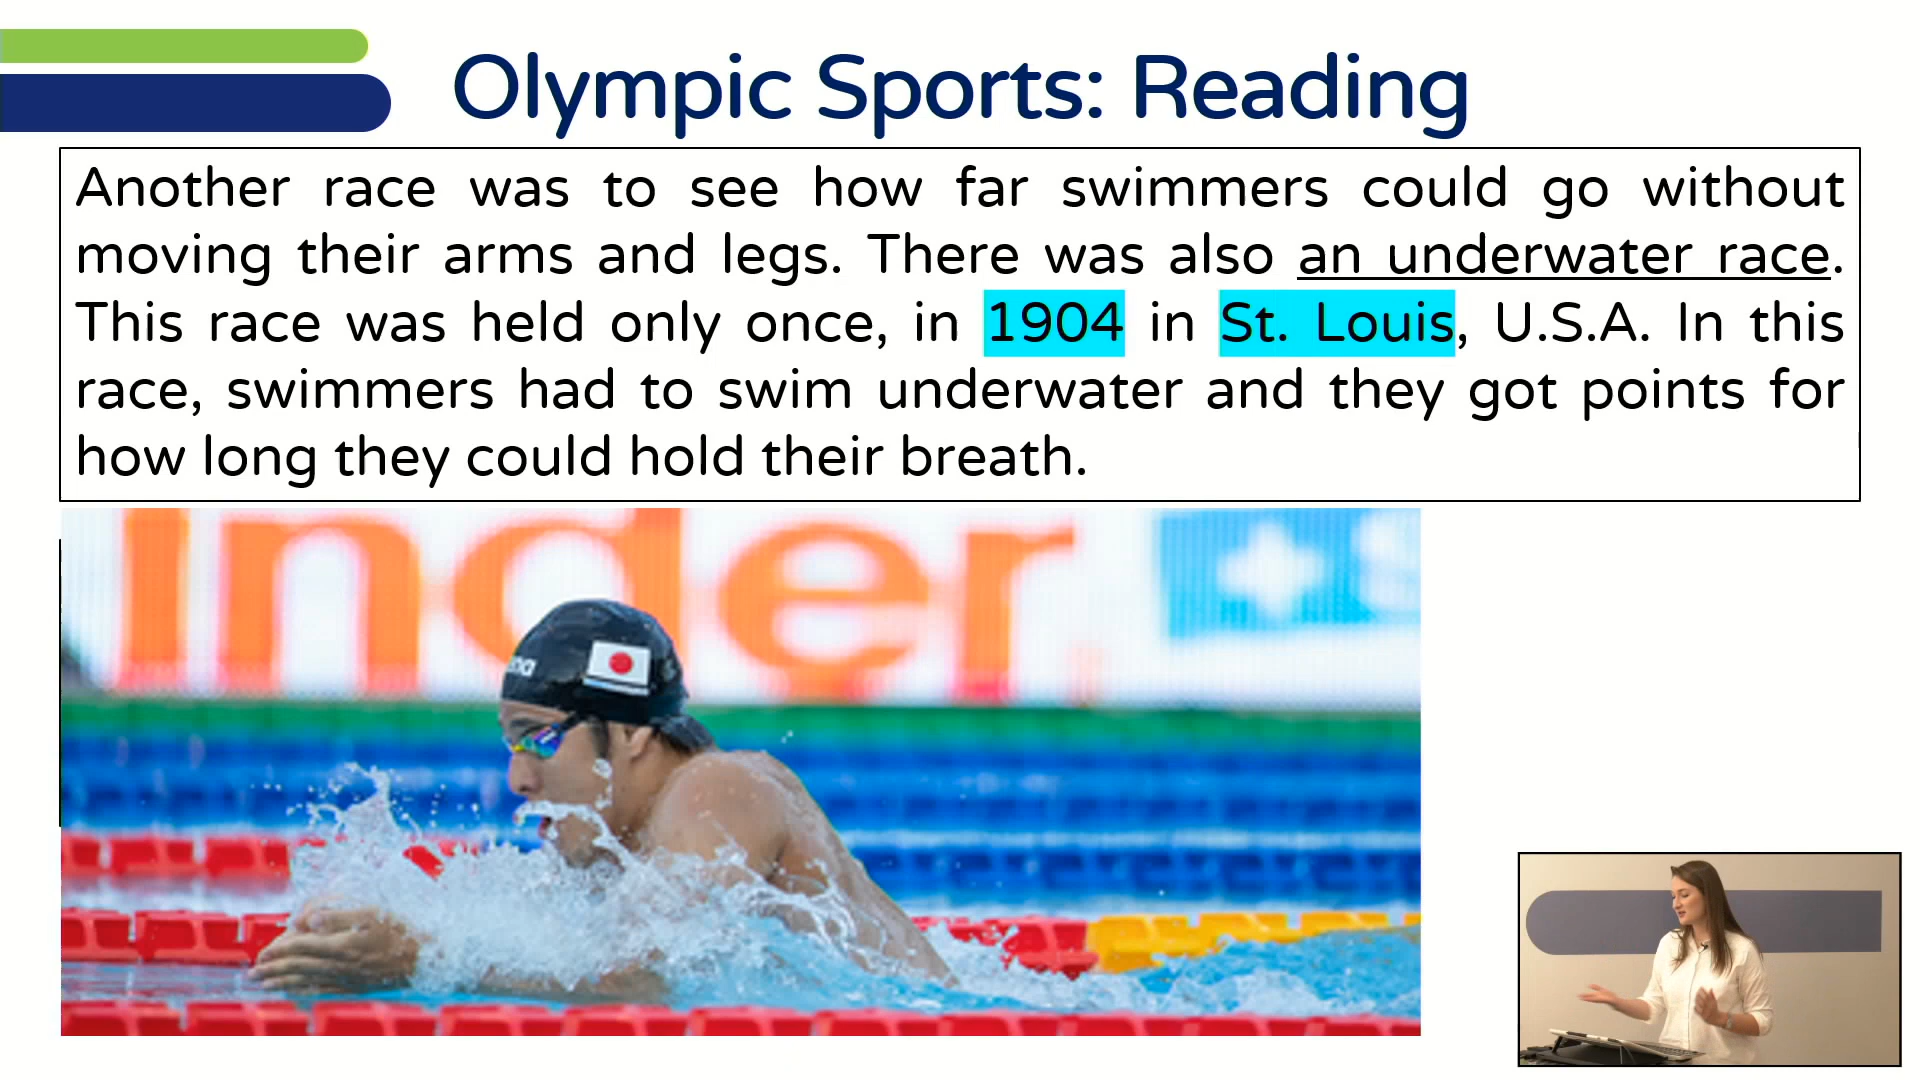 Olympic Sports: Reading
Another race was to see how far swimmers could go without
moving their arms and legs. There was also an underwater race.
This race was held only once, in 1904 in St. Louis, U.S.A. In this
race, swimmers had to swim underwater and they got points for
how long they could hold their breath.